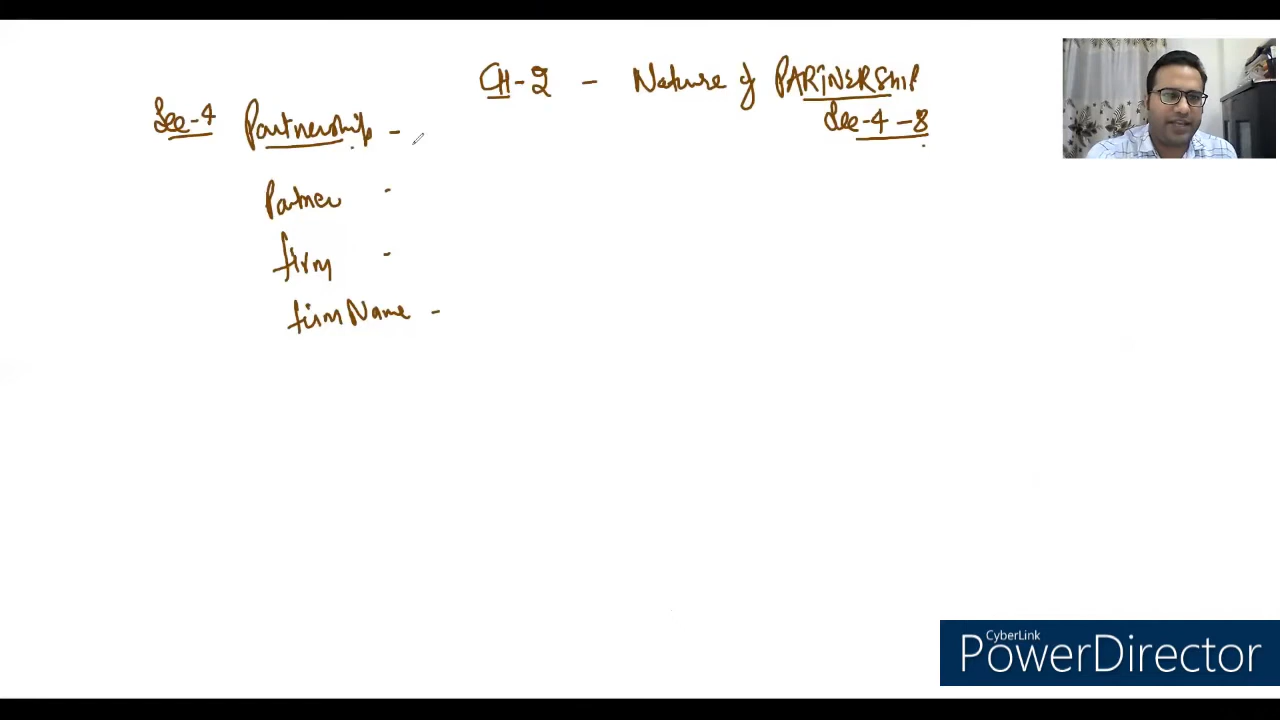 CH-2 - Nature of PARTNERSHIP
Sec-4 -8
Sec-4 Partnership -
Partner -
firm -
firm Name -
CyberLink
PowerDirector